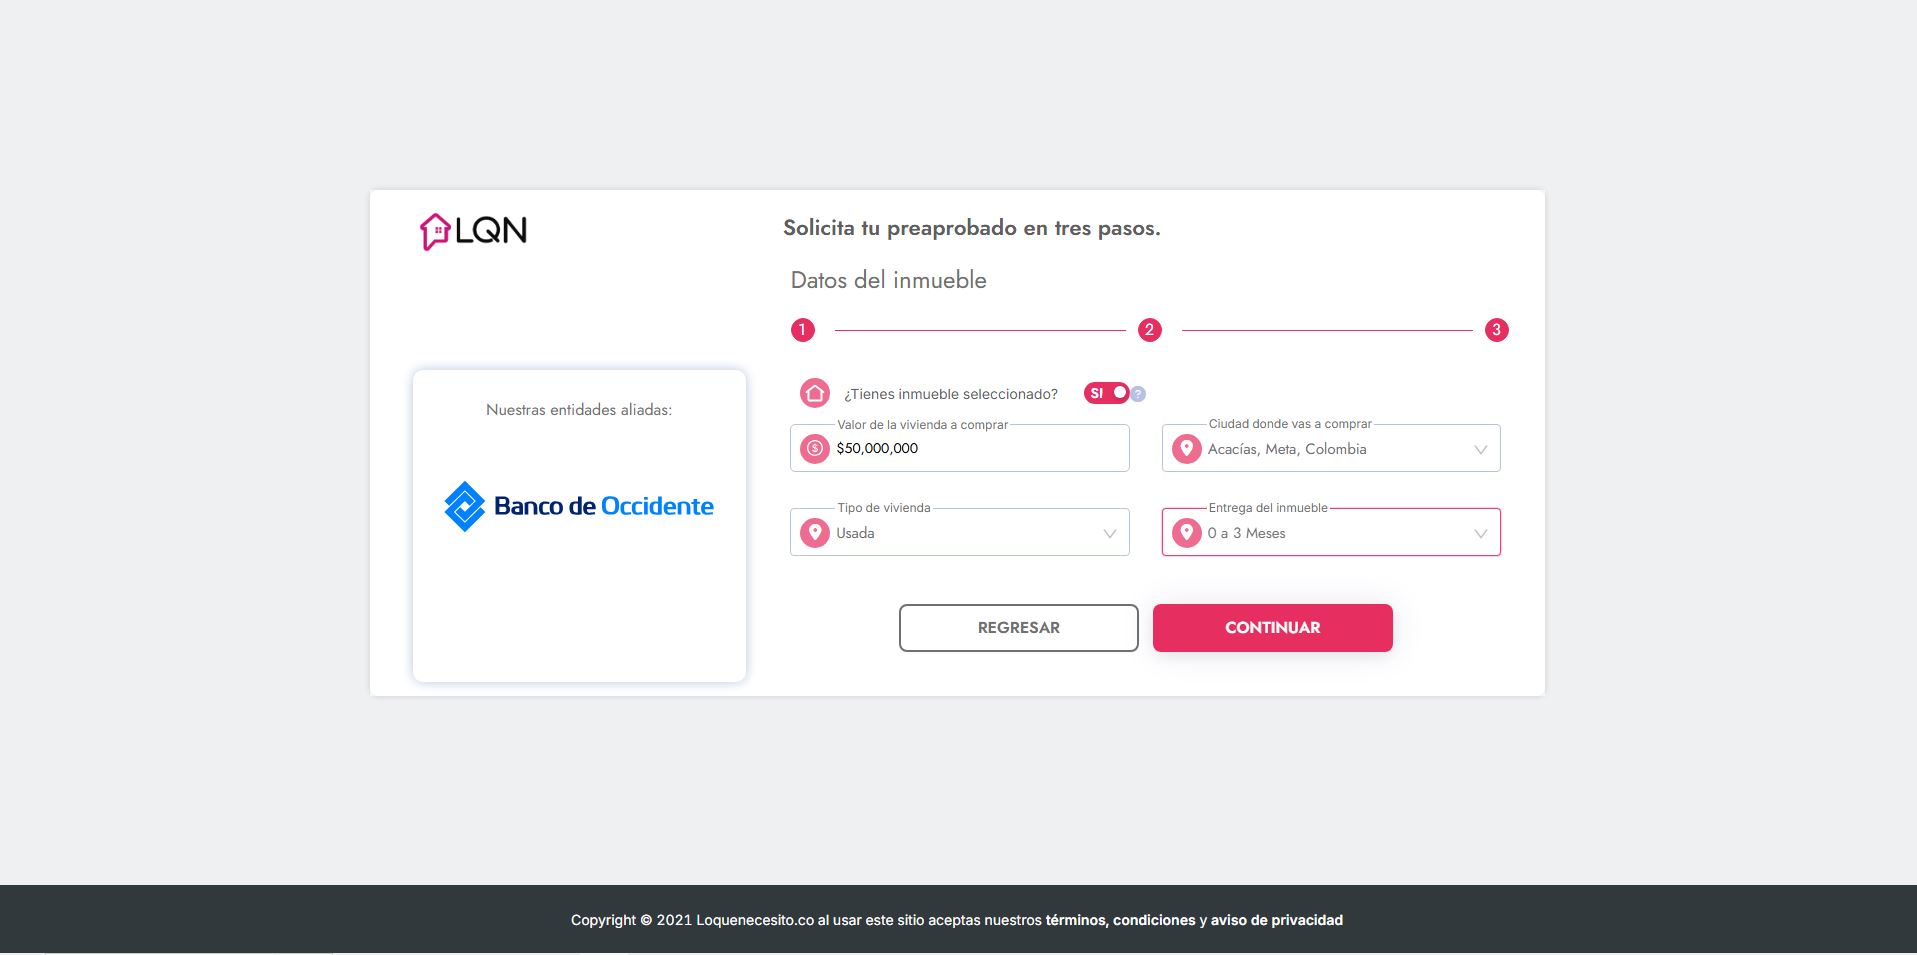 LQN
Solicita tu preaprobado en tres pasos.
Datos del inmueble
1
2
3
Nuestras entidades aliadas:
Banco de Occidente
¿Tienes inmueble seleccionado?
SI
?
Valor de la vivienda a comprar
$50,000,000
Ciudad donde vas a comprar
Acacías, Meta, Colombia
Tipo de vivienda
Usada
Entrega del inmueble
0 a 3 Meses
REGRESAR
CONTINUAR
Copyright © 2021 Loquenecesito.co al usar este sitio aceptas nuestros términos, condiciones y aviso de privacidad